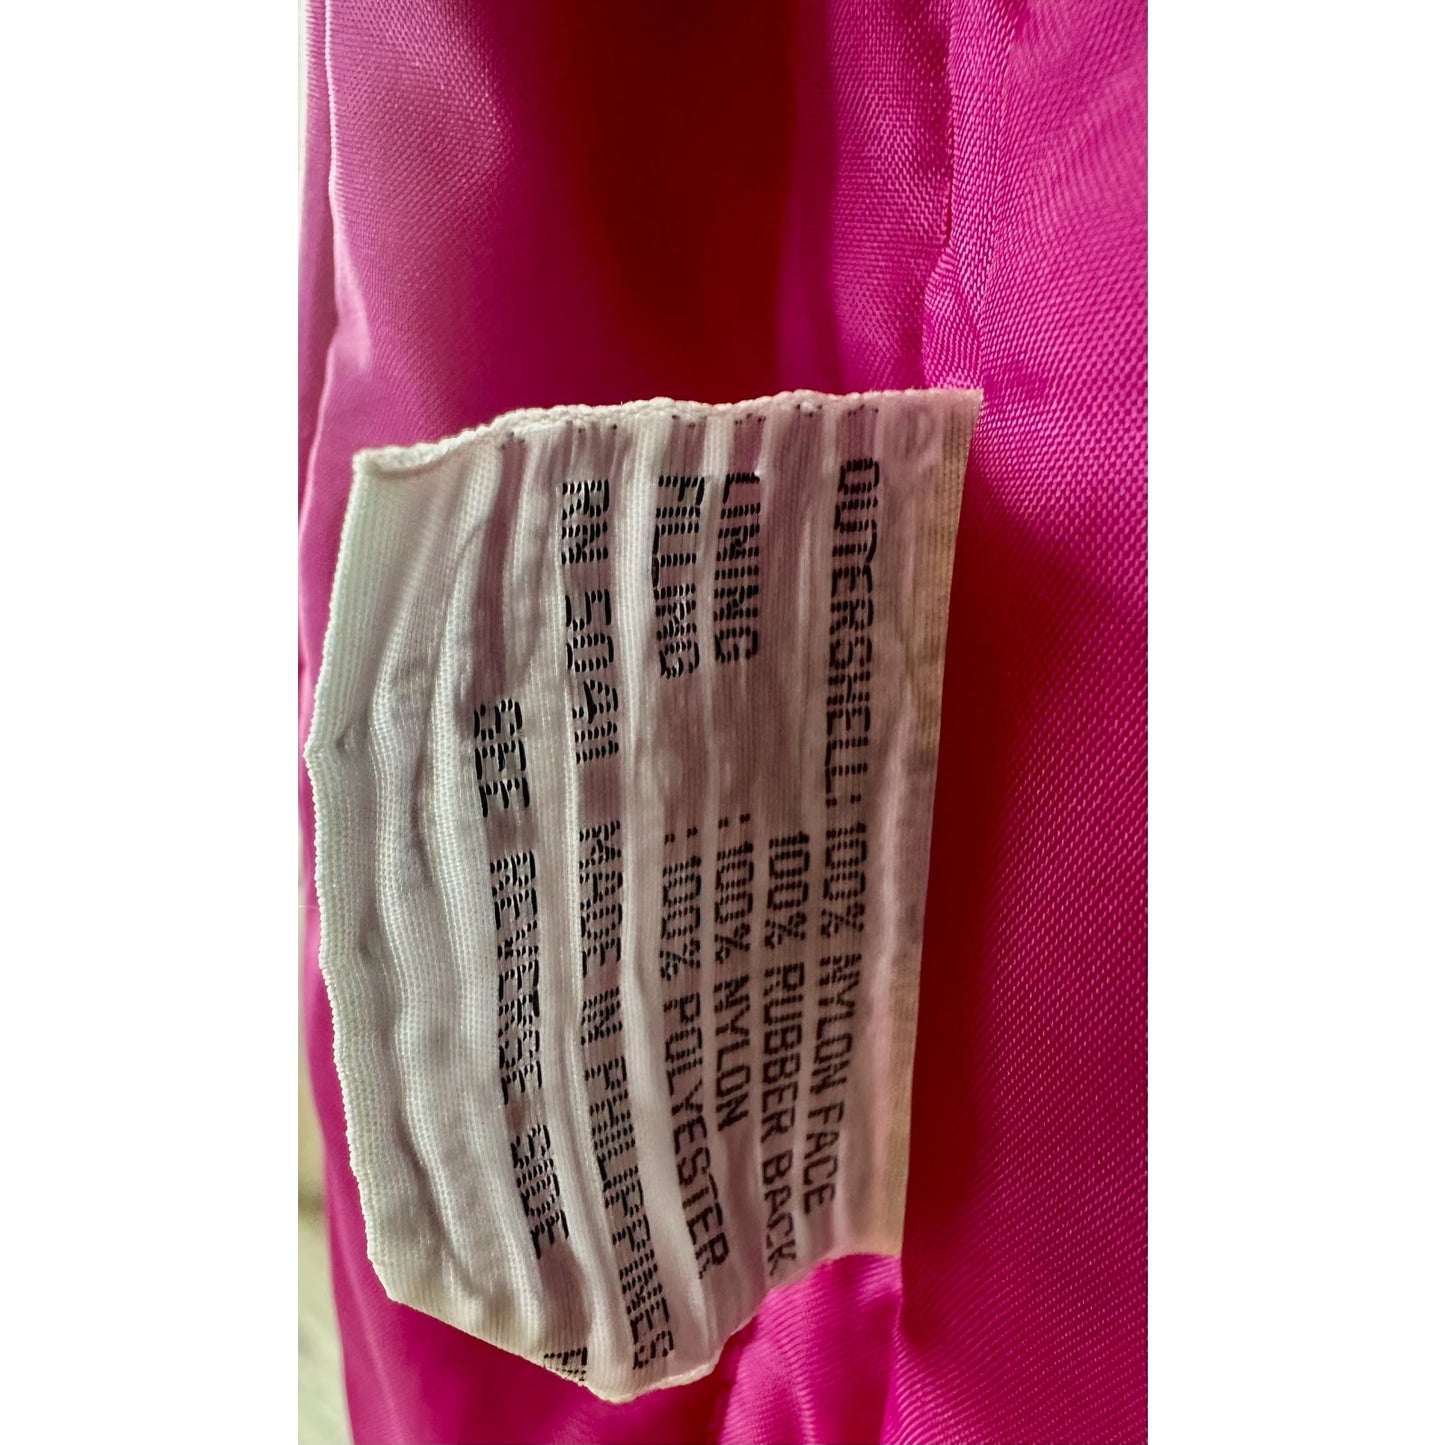 OUTERSHELL: 100% NYLON FACE
100% RUBBER BACK
LINING : 100% NYLON
FILLING : 100% POLYESTER
RN 50411 MADE IN PHILIPPINES
SEE REVERSE SIDE